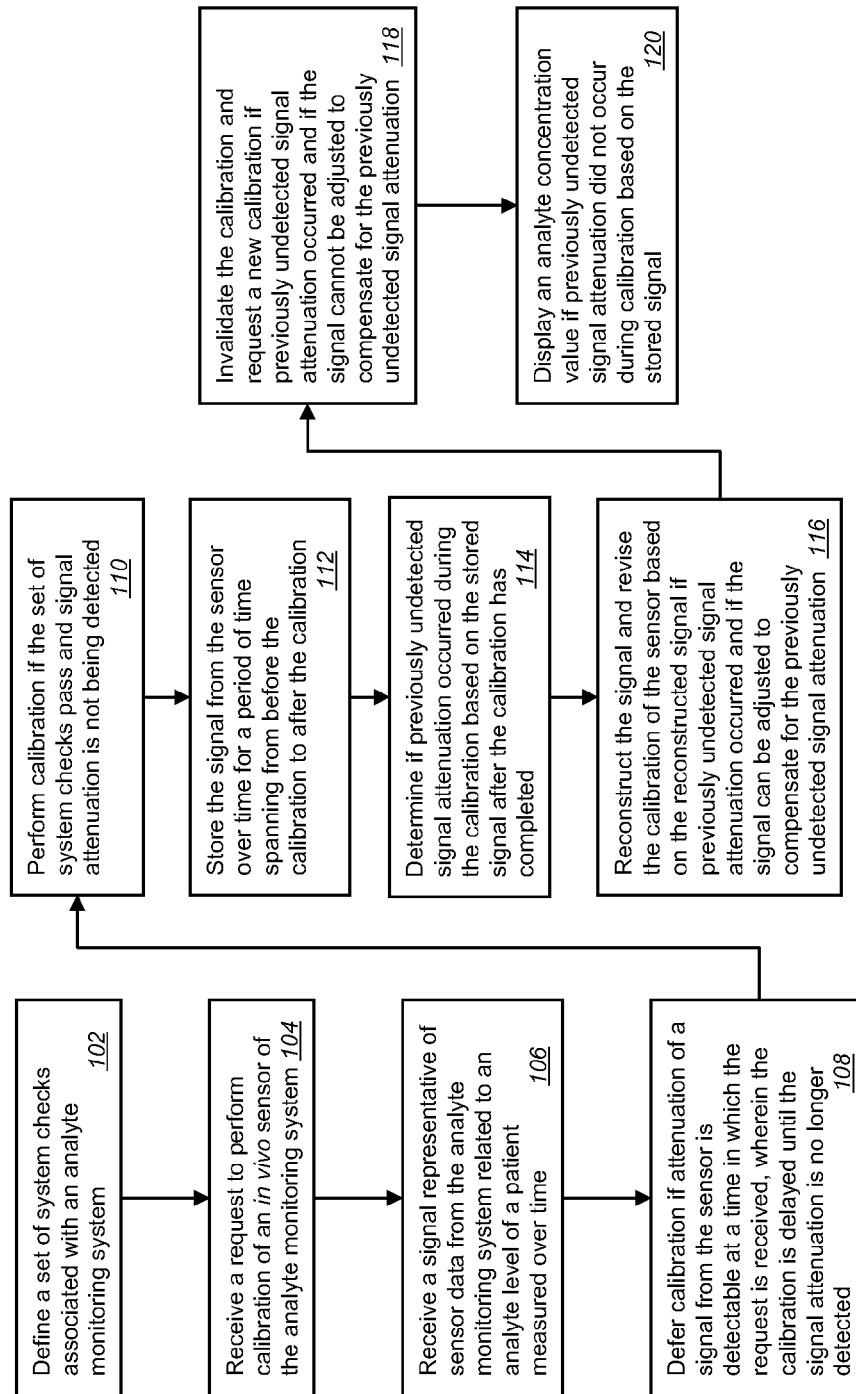 Define a set of system checks
associated with an analyte
monitoring system
102
Receive a request to perform
calibration of an in vivo sensor of
the analyte monitoring system 104
Receive a signal representative of
sensor data from the analyte
monitoring system related to an
analyte level of a patient
measured over time
106
Defer calibration if attenuation of a
signal from the sensor is
detectable at a time in which the
request is received, wherein the
calibration is delayed until the
signal attenuation is no longer
detected
108
Perform calibration if the set of
system checks pass and signal
attenuation is not being detected
110
Store the signal from the sensor
over time for a period of time
spanning from before the
calibration to after the calibration
112
Determine if previously undetected
signal attenuation occurred during
the calibration based on the stored
signal after the calibration has
completed
114
Reconstruct the signal and revise
the calibration of the sensor based
on the reconstructed signal if
previously undetected signal
attenuation occurred and if the
signal can be adjusted to
compensate for the previously
undetected signal attenuation 116
Invalidate the calibration and
request a new calibration if
previously undetected signal
attenuation occurred and if the
signal cannot be adjusted to
compensate for the previously
undetected signal attenuation 118
Display an analyte concentration
value if previously undetected
signal attenuation did not occur
during calibration based on the
stored signal
120